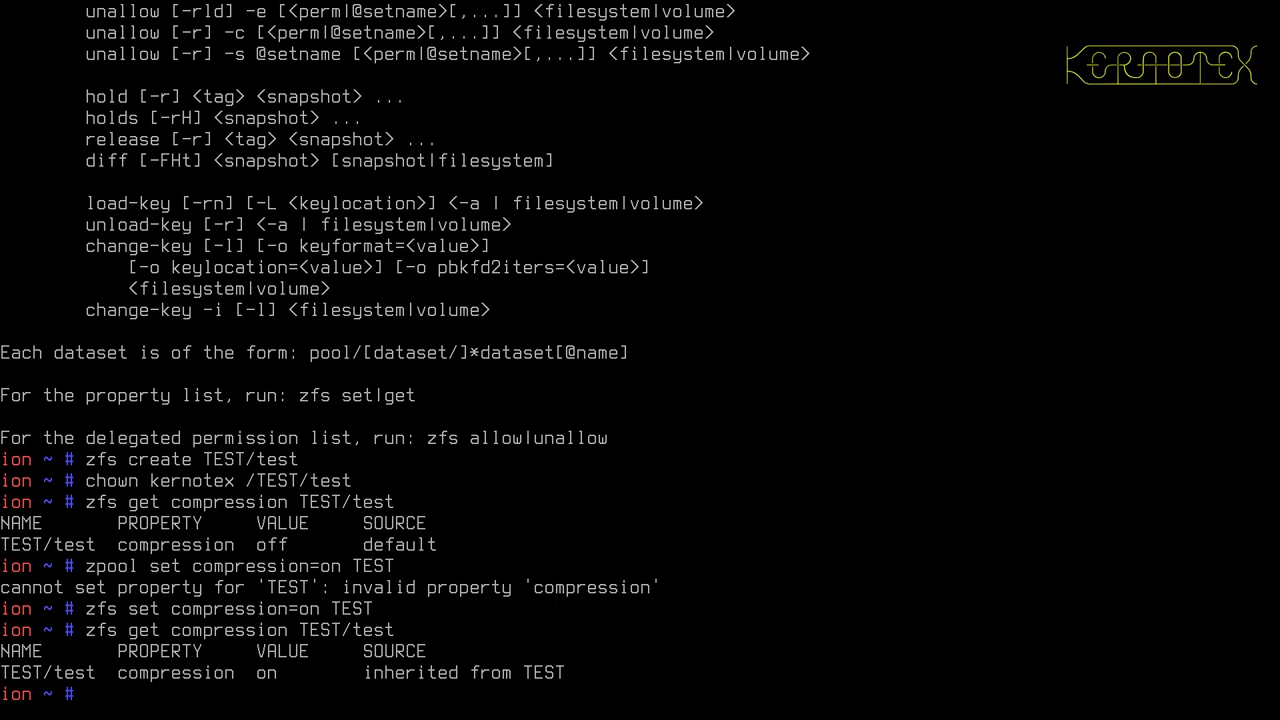 unallow [-rld] -e [<perm|@setname>[,...]] <filesystem|volume>
unallow [-r] -c [<perm|@setname>[,...]] <filesystem|volume>
unallow [-r] -s @setname [<perm|@setname>[,...]] <filesystem|volume>
KERNOTEX
hold [-r] <tag> <snapshot> ...
holds [-rH] <snapshot> ...
release [-r] <tag> <snapshot> ...
diff [-FHt] <snapshot> [snapshot|filesystem]
load-key [-rn] [-L <keylocation>] <-a | filesystem|volume>
unload-key [-r] <-a | filesystem|volume>
change-key [-l] [-o keyformat=<value>]
[-o keylocation=<value>] [-o pbkfd2iters=<value>]
<filesystem|volume>
change-key -i [-l] <filesystem|volume>
Each dataset is of the form: pool/[dataset/]*dataset[@name]
For the property list, run: zfs set|get
For the delegated permission list, run: zfs allow|unallow
ion ~ # zfs create TEST/test
ion ~ # chown kernotex /TEST/test
ion ~ # zfs get compression TEST/test
NAME PROPERTY VALUE SOURCE
TEST/test compression off default
ion ~ # zpool set compression=on TEST
cannot set property for 'TEST': invalid property 'compression'
ion ~ # zfs set compression=on TEST
ion ~ # zfs get compression TEST/test
NAME PROPERTY VALUE SOURCE
TEST/test compression on inherited from TEST
ion ~ #